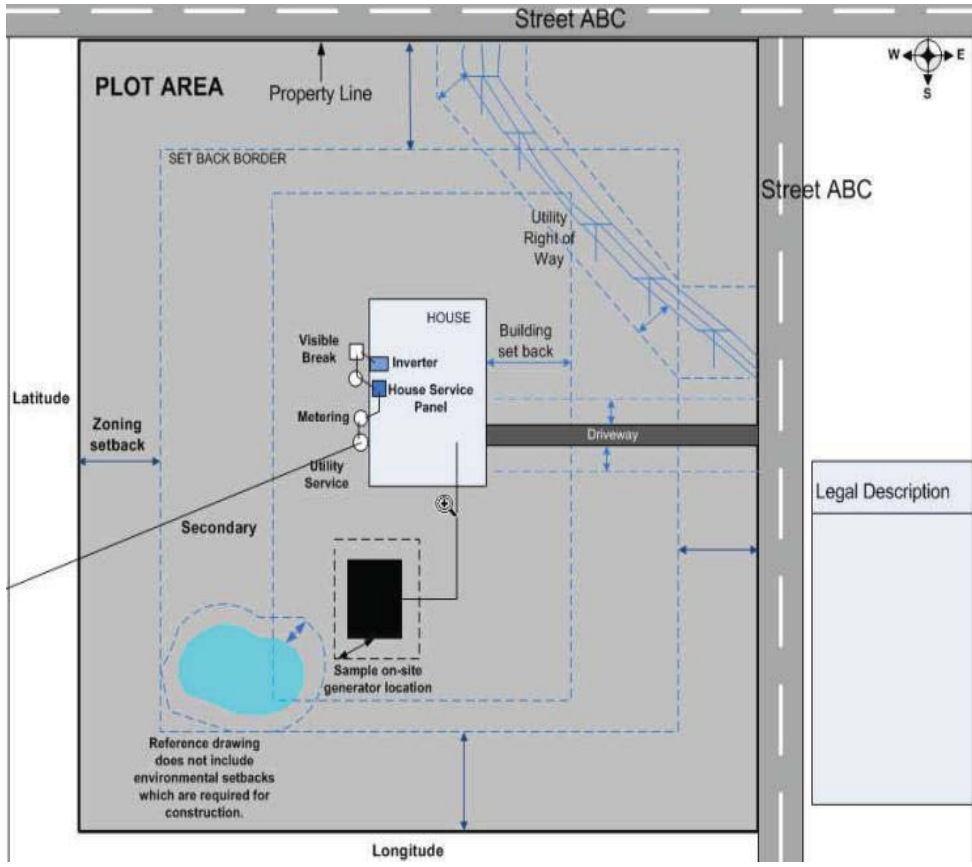 Street ABC
W
E
S
PLOT AREA
Property Line
SET BACK BORDER
Street ABC
Utility
Right of
Way
HOUSE
Visible
Break
Inverter
Building
set back
House Service
Panel
Latitude
Metering
Zoning
setback
Driveway
Utility
Service
Legal Description
Secondary
Sample on-site
generator location
Reference drawing
does not include
environmental setbacks
which are required for
construction.
Longitude